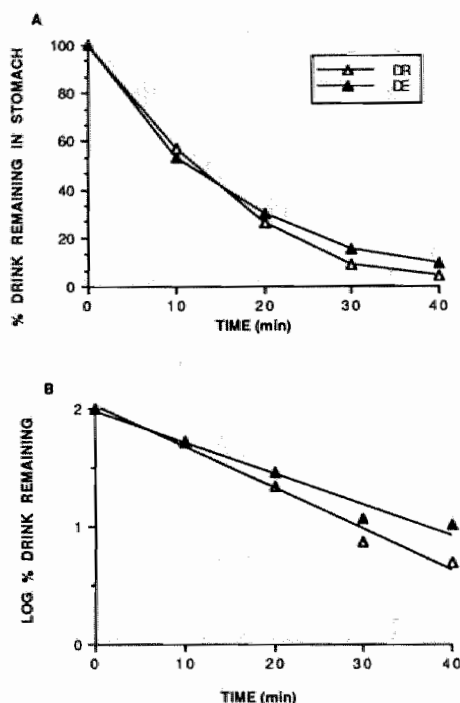 A
% DRINK REMAINING IN STOMACH
100
80
60
40
20
0
DR
DE
0 10 20 30 40
TIME (min)
B
LOG % DRINK REMAINING
2
1
0
0 10 20 30 40
TIME (min)